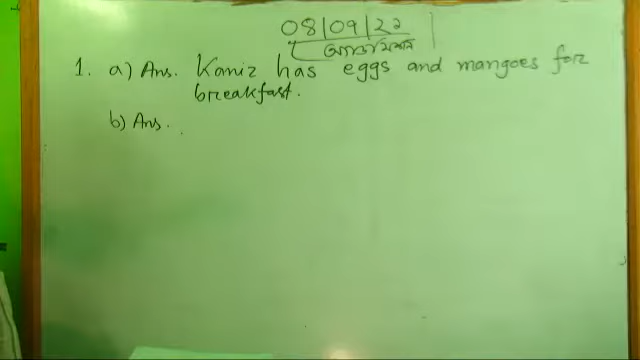 08/09/22
1. a) Ans. Kaniz has eggs and mangoes for
breakfast.
b) Ans.